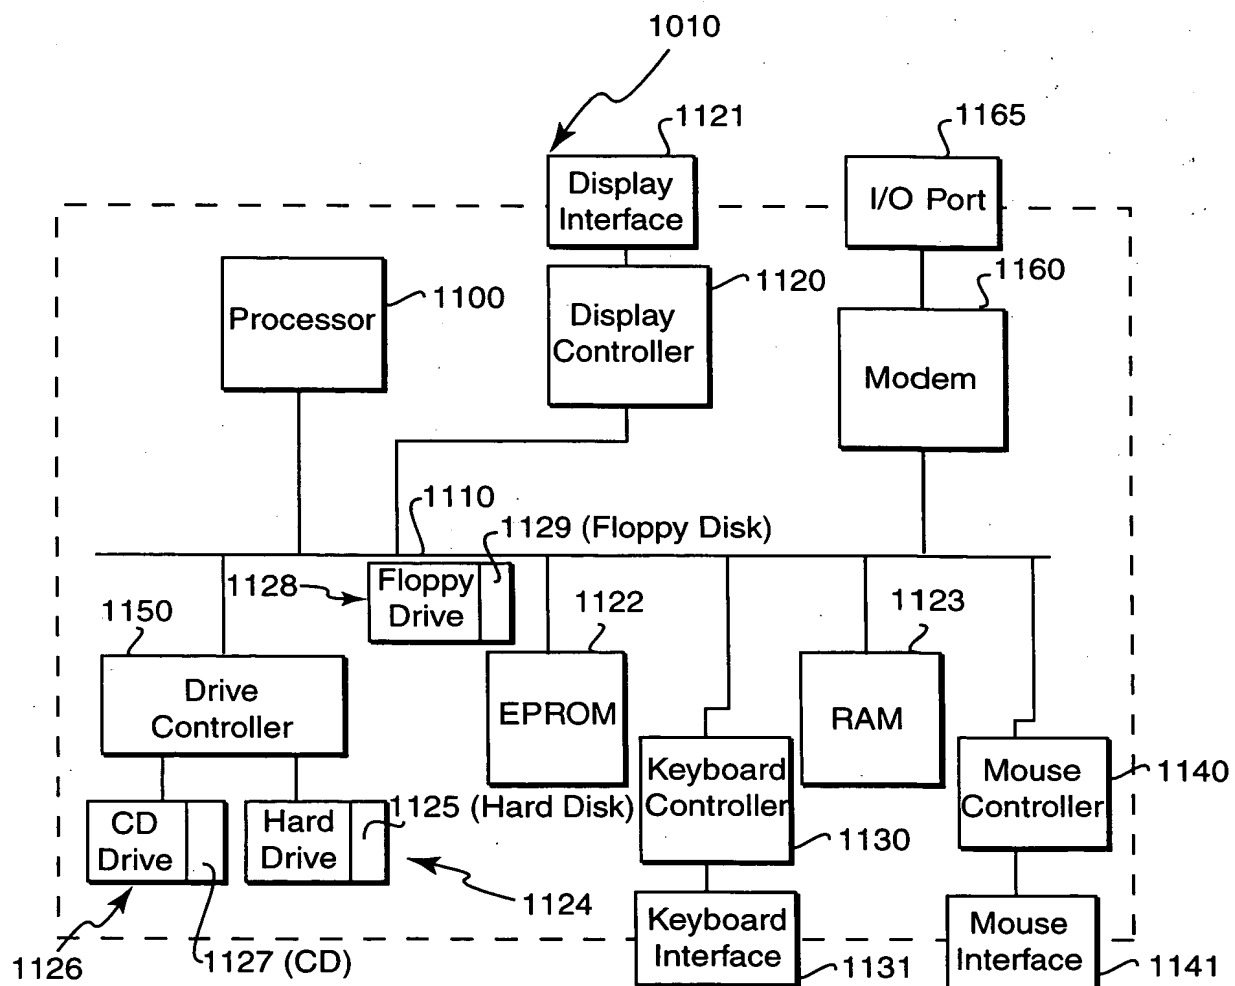 1010
1121
1165
Display
Interface
I/O Port
1160
1120
1100
Processor
Display
Controller
Modem
1110
1129 (Floppy Disk)
1128
Floppy
Drive
1122
1123
1150
Drive
Controller
EPROM
RAM
Keyboard
Controller
Mouse
Controller
1140
1125 (Hard Disk)
CD
Drive
Hard
Drive
1130
1124
Keyboard
Interface
Mouse
Interface
1126
1127 (CD)
1131
1141